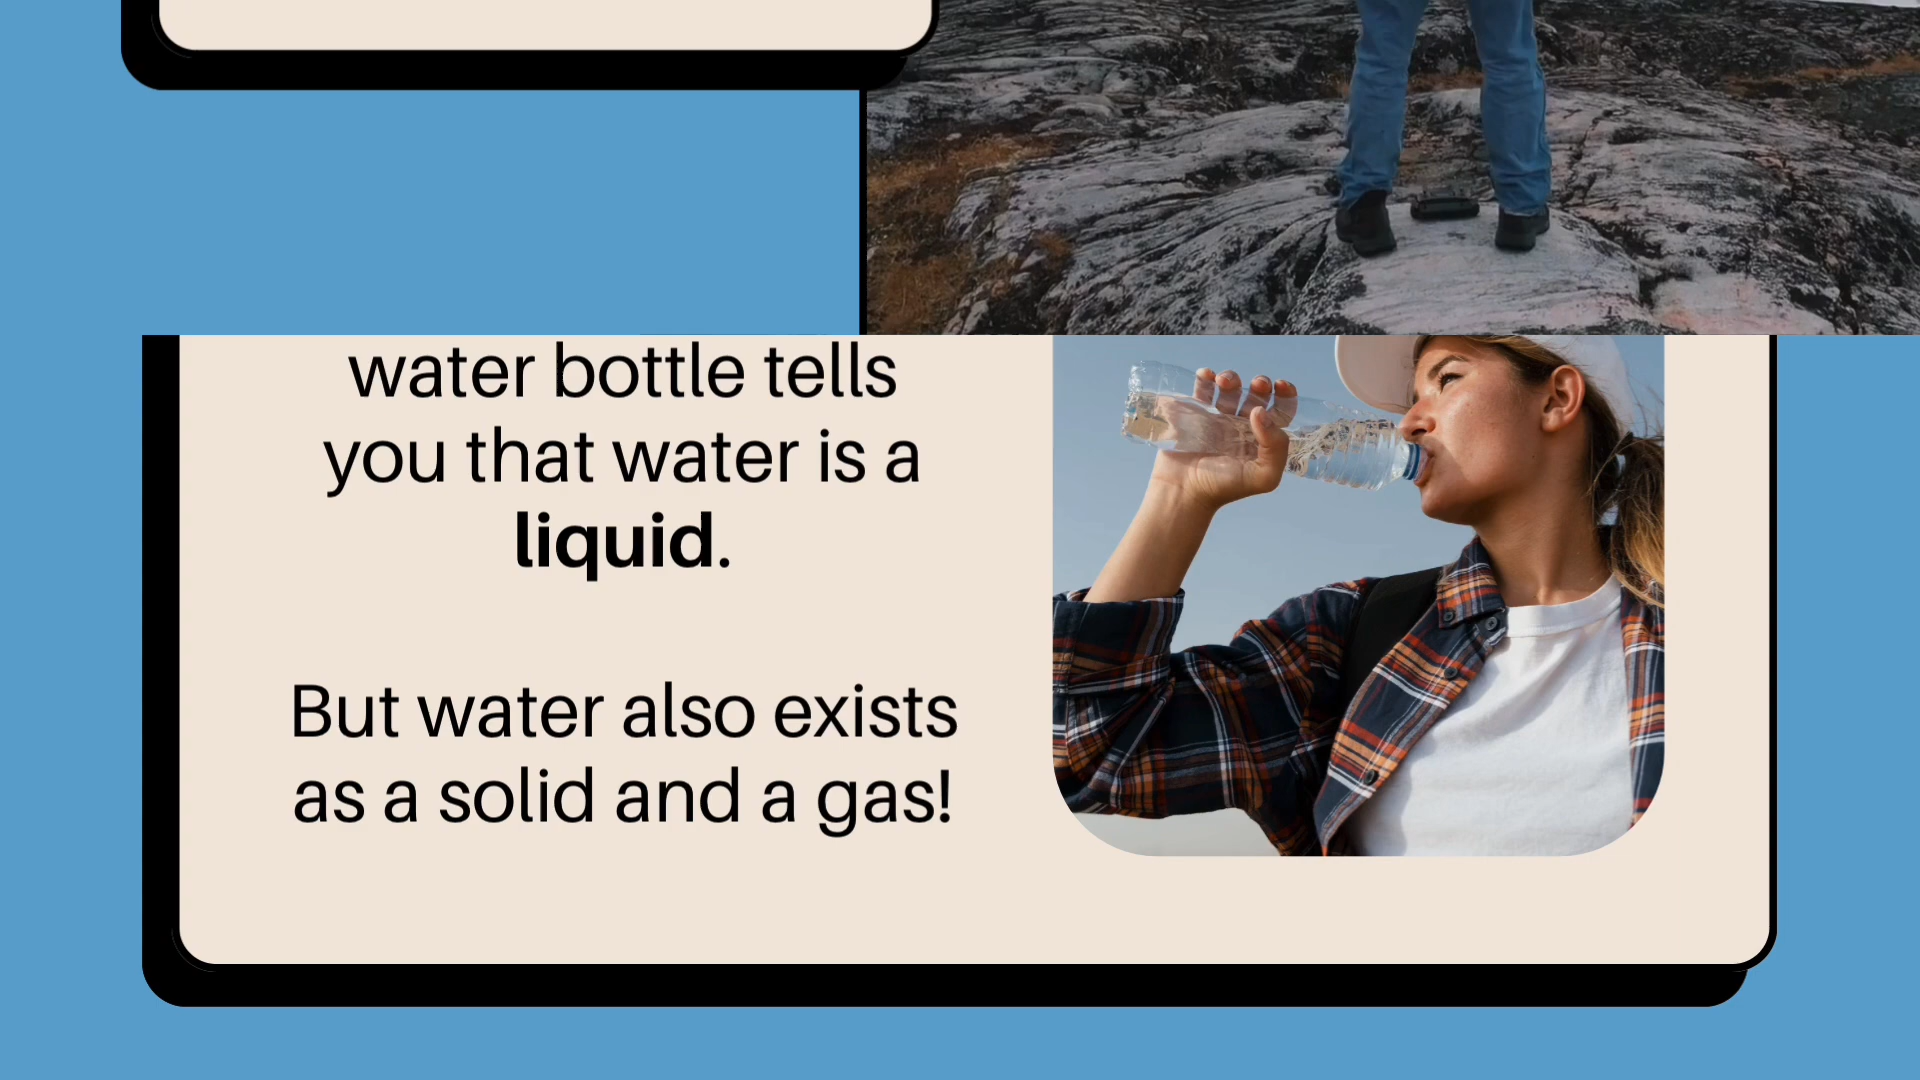 water bottle tells
you that water is a
liquid.
But water also exists
as a solid and a gas!